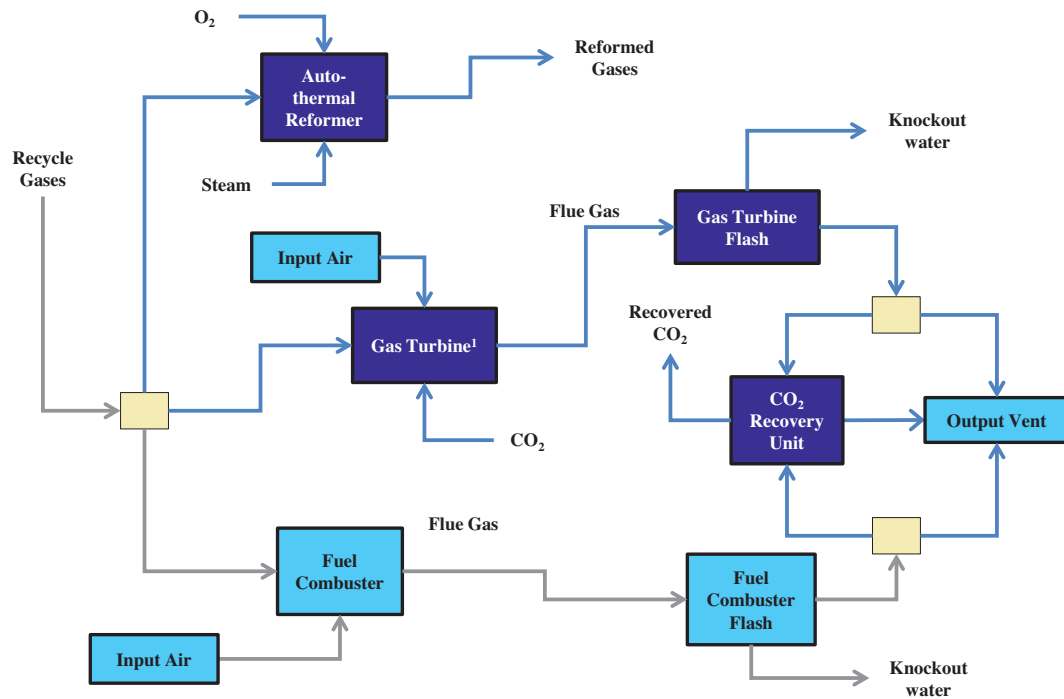 O₂
Auto-
thermal
Reformer
Reformed
Gases
Knockout
water
Recycle
Gases
Steam
Flue Gas
Gas Turbine
Flash
Input Air
Recovered
CO₂
Gas Turbine¹
CO₂
Recovery
Unit
Output Vent
CO₂
Flue Gas
Fuel
Combuster
Fuel
Combuster
Flash
Input Air
Knockout
water